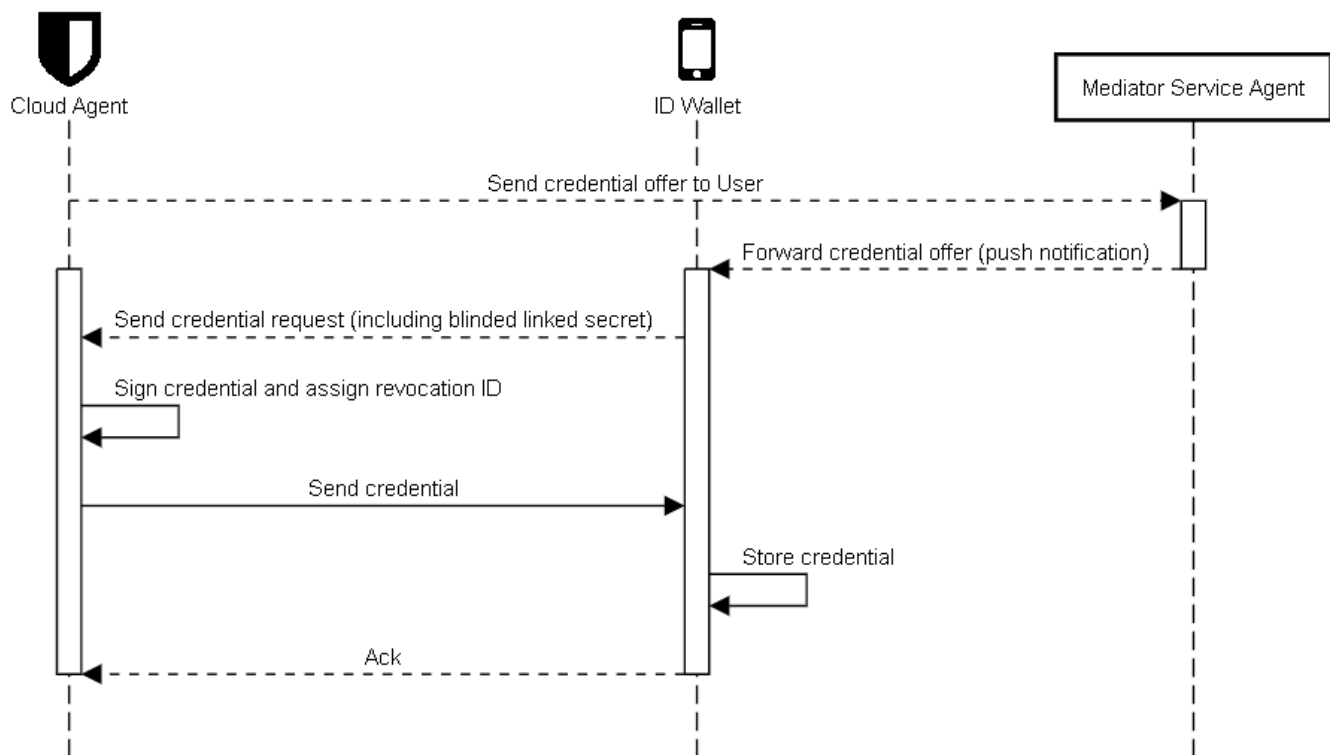 Cloud Agent
ID Wallet
Mediator Service Agent
Send credential offer to User
Forward credential offer (push notification)
Send credential request (including blinded linked secret)
Sign credential and assign revocation ID
Send credential
Store credential
Ack